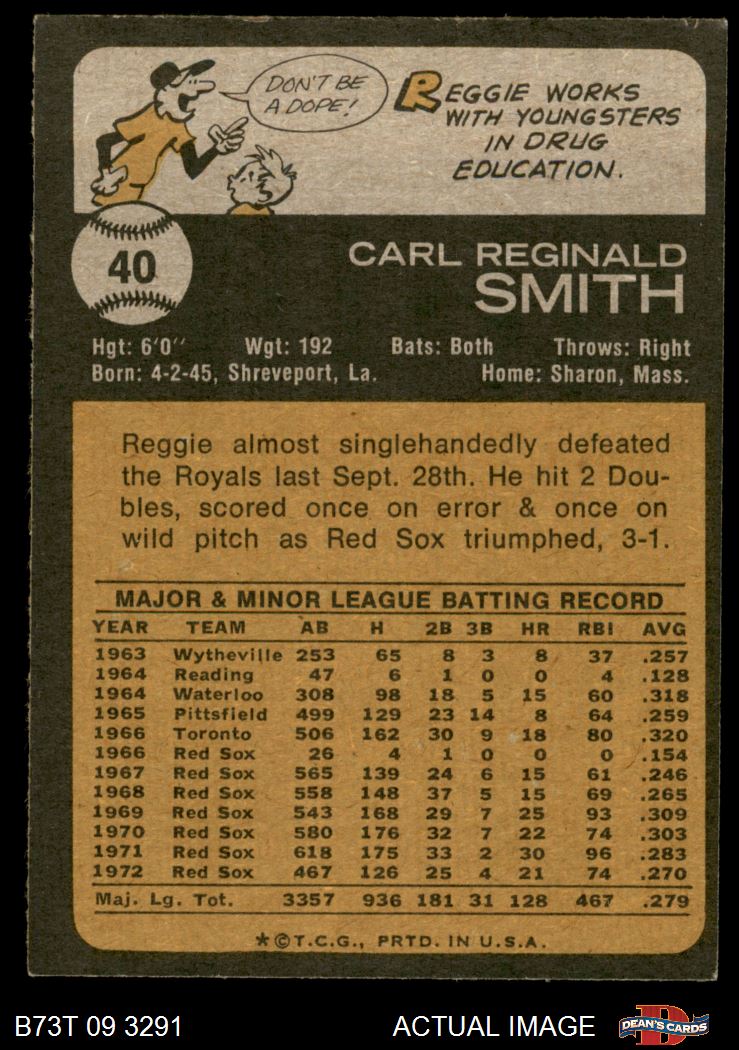 DON'T BE
A DOPE!
REGGIE WORKS
WITH YOUNGSTERS
IN DRUG
EDUCATION.
40
CARL REGINALD
SMITH
Hgt: 6'0" Wgt: 192 Bats: Both Throws: Right
Born: 4-2-45, Shreveport, La. Home: Sharon, Mass.
Reggie almost singlehandedly defeated
the Royals last Sept. 28th. He hit 2 Dou-
bles, scored once on error & once on
wild pitch as Red Sox triumphed, 3-1.
MAJOR & MINOR LEAGUE BATTING RECORD
YEAR TEAM AB H 2B 3B HR RBI AVG
1963 Wytheville 253 65 8 3 8 37 .257
1964 Reading 47 6 1 0 0 4 .128
1964 Waterloo 308 98 18 5 15 60 .318
1965 Pittsfield 499 129 23 14 8 64 .259
1966 Toronto 506 162 30 9 18 80 .320
1966 Red Sox 26 4 1 0 0 0 .154
1967 Red Sox 565 139 24 6 15 61 .246
1968 Red Sox 558 148 37 5 15 69 .265
1969 Red Sox 543 168 29 7 25 93 .309
1970 Red Sox 580 176 32 7 22 74 .303
1971 Red Sox 618 175 33 2 30 96 .283
1972 Red Sox 467 126 25 4 21 74 .270
Maj. Lg. Tot. 3357 936 181 31 128 467 .279
*©T.C.G., PRTD. IN U.S.A.
B73T 09 3291 ACTUAL IMAGE D DEAN'S CARDS